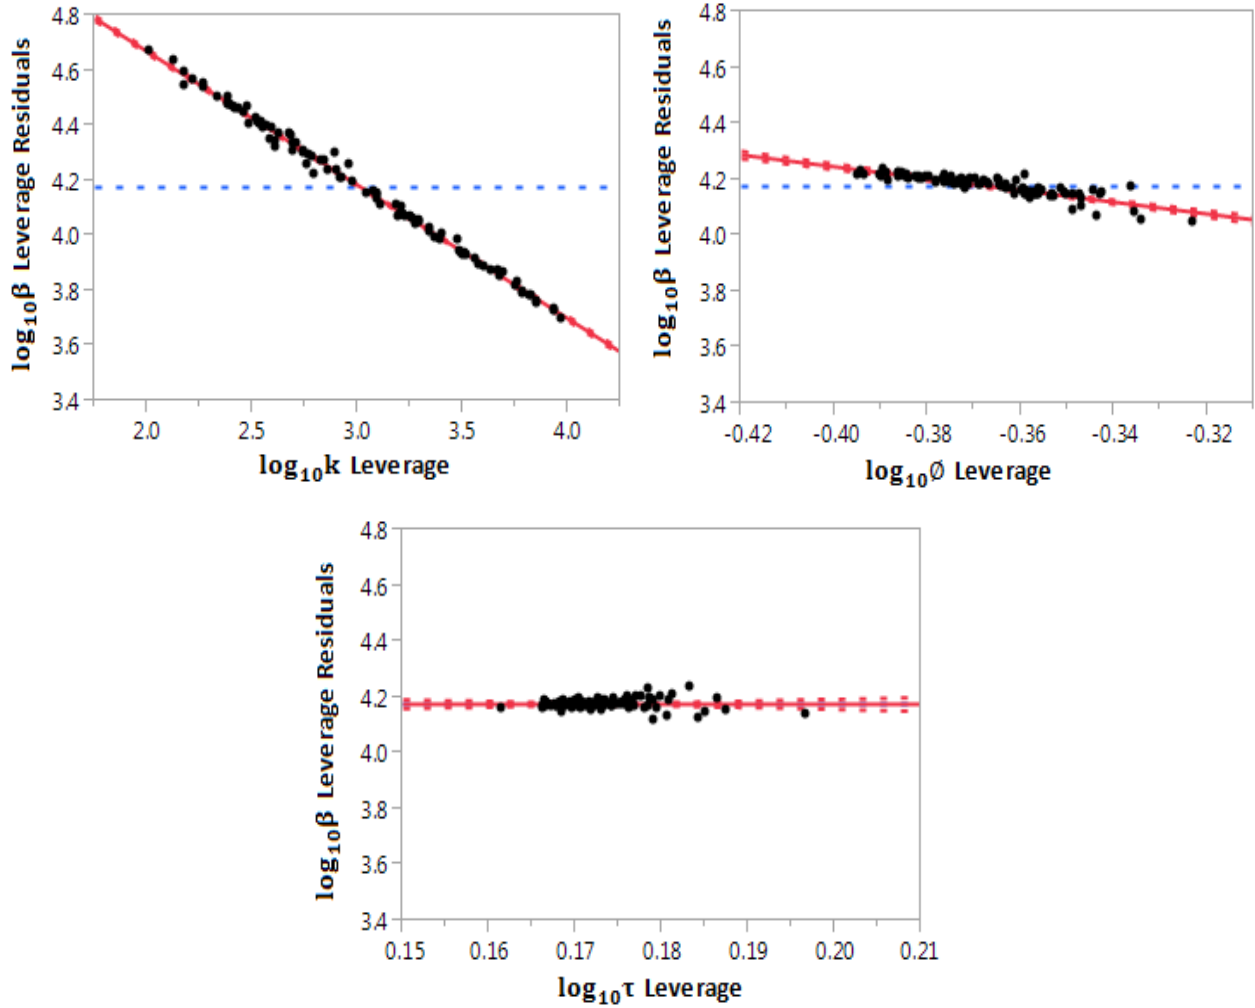 log₁₀β Leverage Residuals
4.8
4.6
4.4
4.2
4.0
3.8
3.6
3.4
2.0 2.5 3.0 3.5 4.0
log₁₀k Leverage
log₁₀β Leverage Residuals
4.8
4.6
4.4
4.2
4.0
3.8
3.6
3.4
-0.42 -0.40 -0.38 -0.36 -0.34 -0.32
log₁₀∅ Leverage
log₁₀β Leverage Residuals
4.8
4.6
4.4
4.2
4.0
3.8
3.6
3.4
0.15 0.16 0.17 0.18 0.19 0.20 0.21
log₁₀τ Leverage